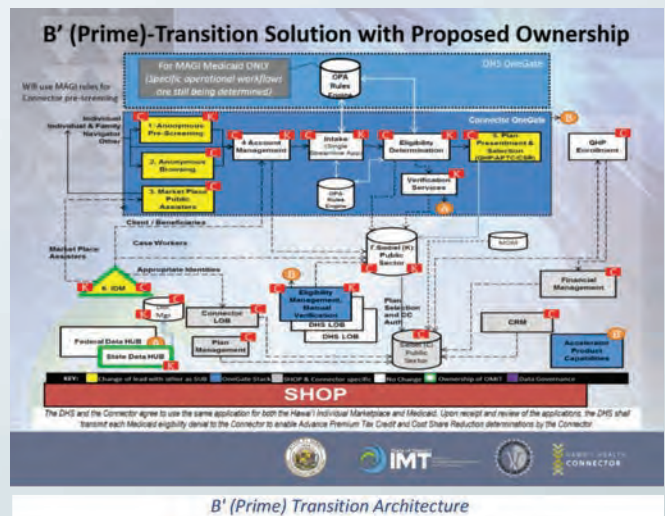 B' (Prime)-Transition Solution with Proposed Ownership
DHS OneGate
For MAGI Medicaid ONLY
(Specific operational workflows
are still being determined)
OPA
Rules
Engine
Will use MAGI rules for
Connector pre-screening
Connector OneGate
B
Individual
Individual & Family
Navigator
Other
C
K
1. Anonymous
Pre-Screening
2. Anonymous
Browsing
3. Market Place
Public
Assisters
4 Account
Management
Intake
(Single
Streamline App)
Eligibility
Determination
5. Plan
Presentment &
Selection
(QHP-APTC/CSR)
QHP
Enrollment
OPA
Rules
Engine
Verification
Services
A
Client / Beneficiaries
Market Place
Assisters
Case Workers
Public
Sector
MDM
6. IDM
Appropriate Identities
B
Eligibility
Management,
Manual
Verification
DHS LOB
DHS LOB
Plan
Selection
and CC
Auth
Financial
Management
Mgr
Connector
LOB
Federal Data HUB
A
State Data HUB
Plan
Management
Public
CRM
B
Accelerator
Product
Capabilities
KEY:
Change of lead with other as SUB
OneGate Stack
SHOP & Connector specific
No Change
Ownership of OMIT
Data Governance
SHOP
The DHS and the Connector agree to use the same application for both the Hawai'i Individual Marketplace and Medicaid. Upon receipt and review of the applications, the DHS shall
transmit each Medicaid eligibility denial to the Connector to enable Advance Premium Tax Credit and Cost Share Reduction determinations by the Connector.
IMT
HAWAI'I HEALTH
CONNECTOR
B' (Prime) Transition Architecture